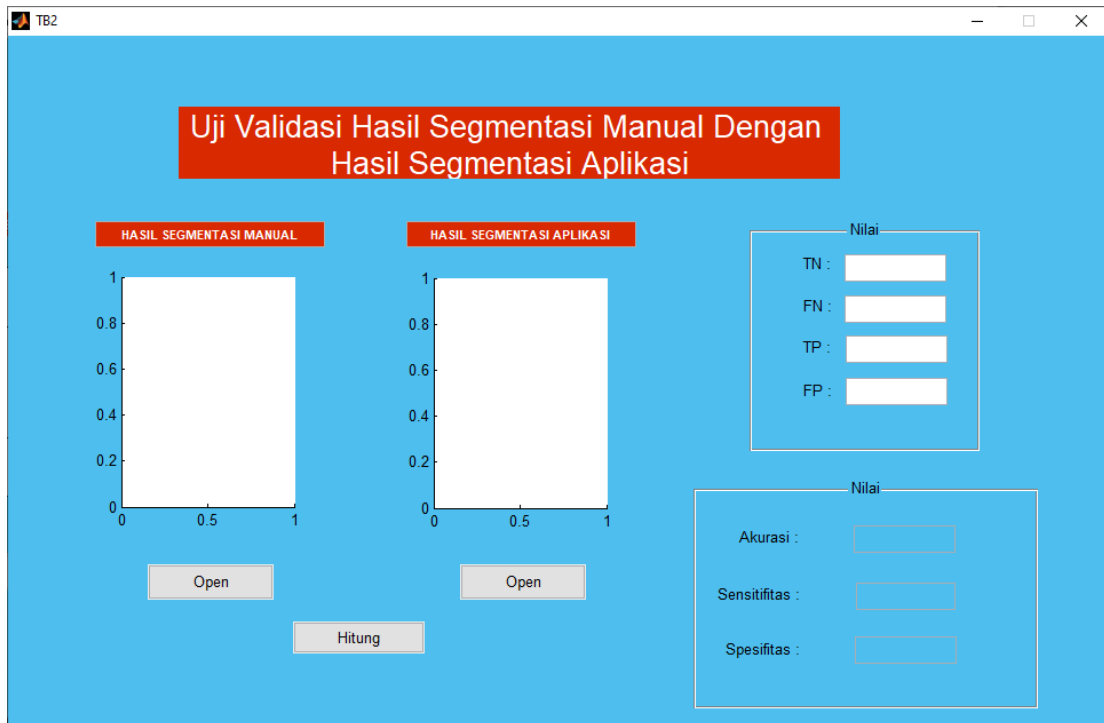 TB2
Uji Validasi Hasil Segmentasi Manual Dengan
Hasil Segmentasi Aplikasi
HASIL SEGMENTASI MANUAL
1
0.8
0.6
0.4
0.2
0
0 0.5 1
Open
HASIL SEGMENTASI APLIKASI
1
0.8
0.6
0.4
0.2
0
0 0.5 1
Open
Hitung
Nilai
TN :
FN :
TP :
FP :
Nilai
Akurasi :
Sensitifitas :
Spesifitas :